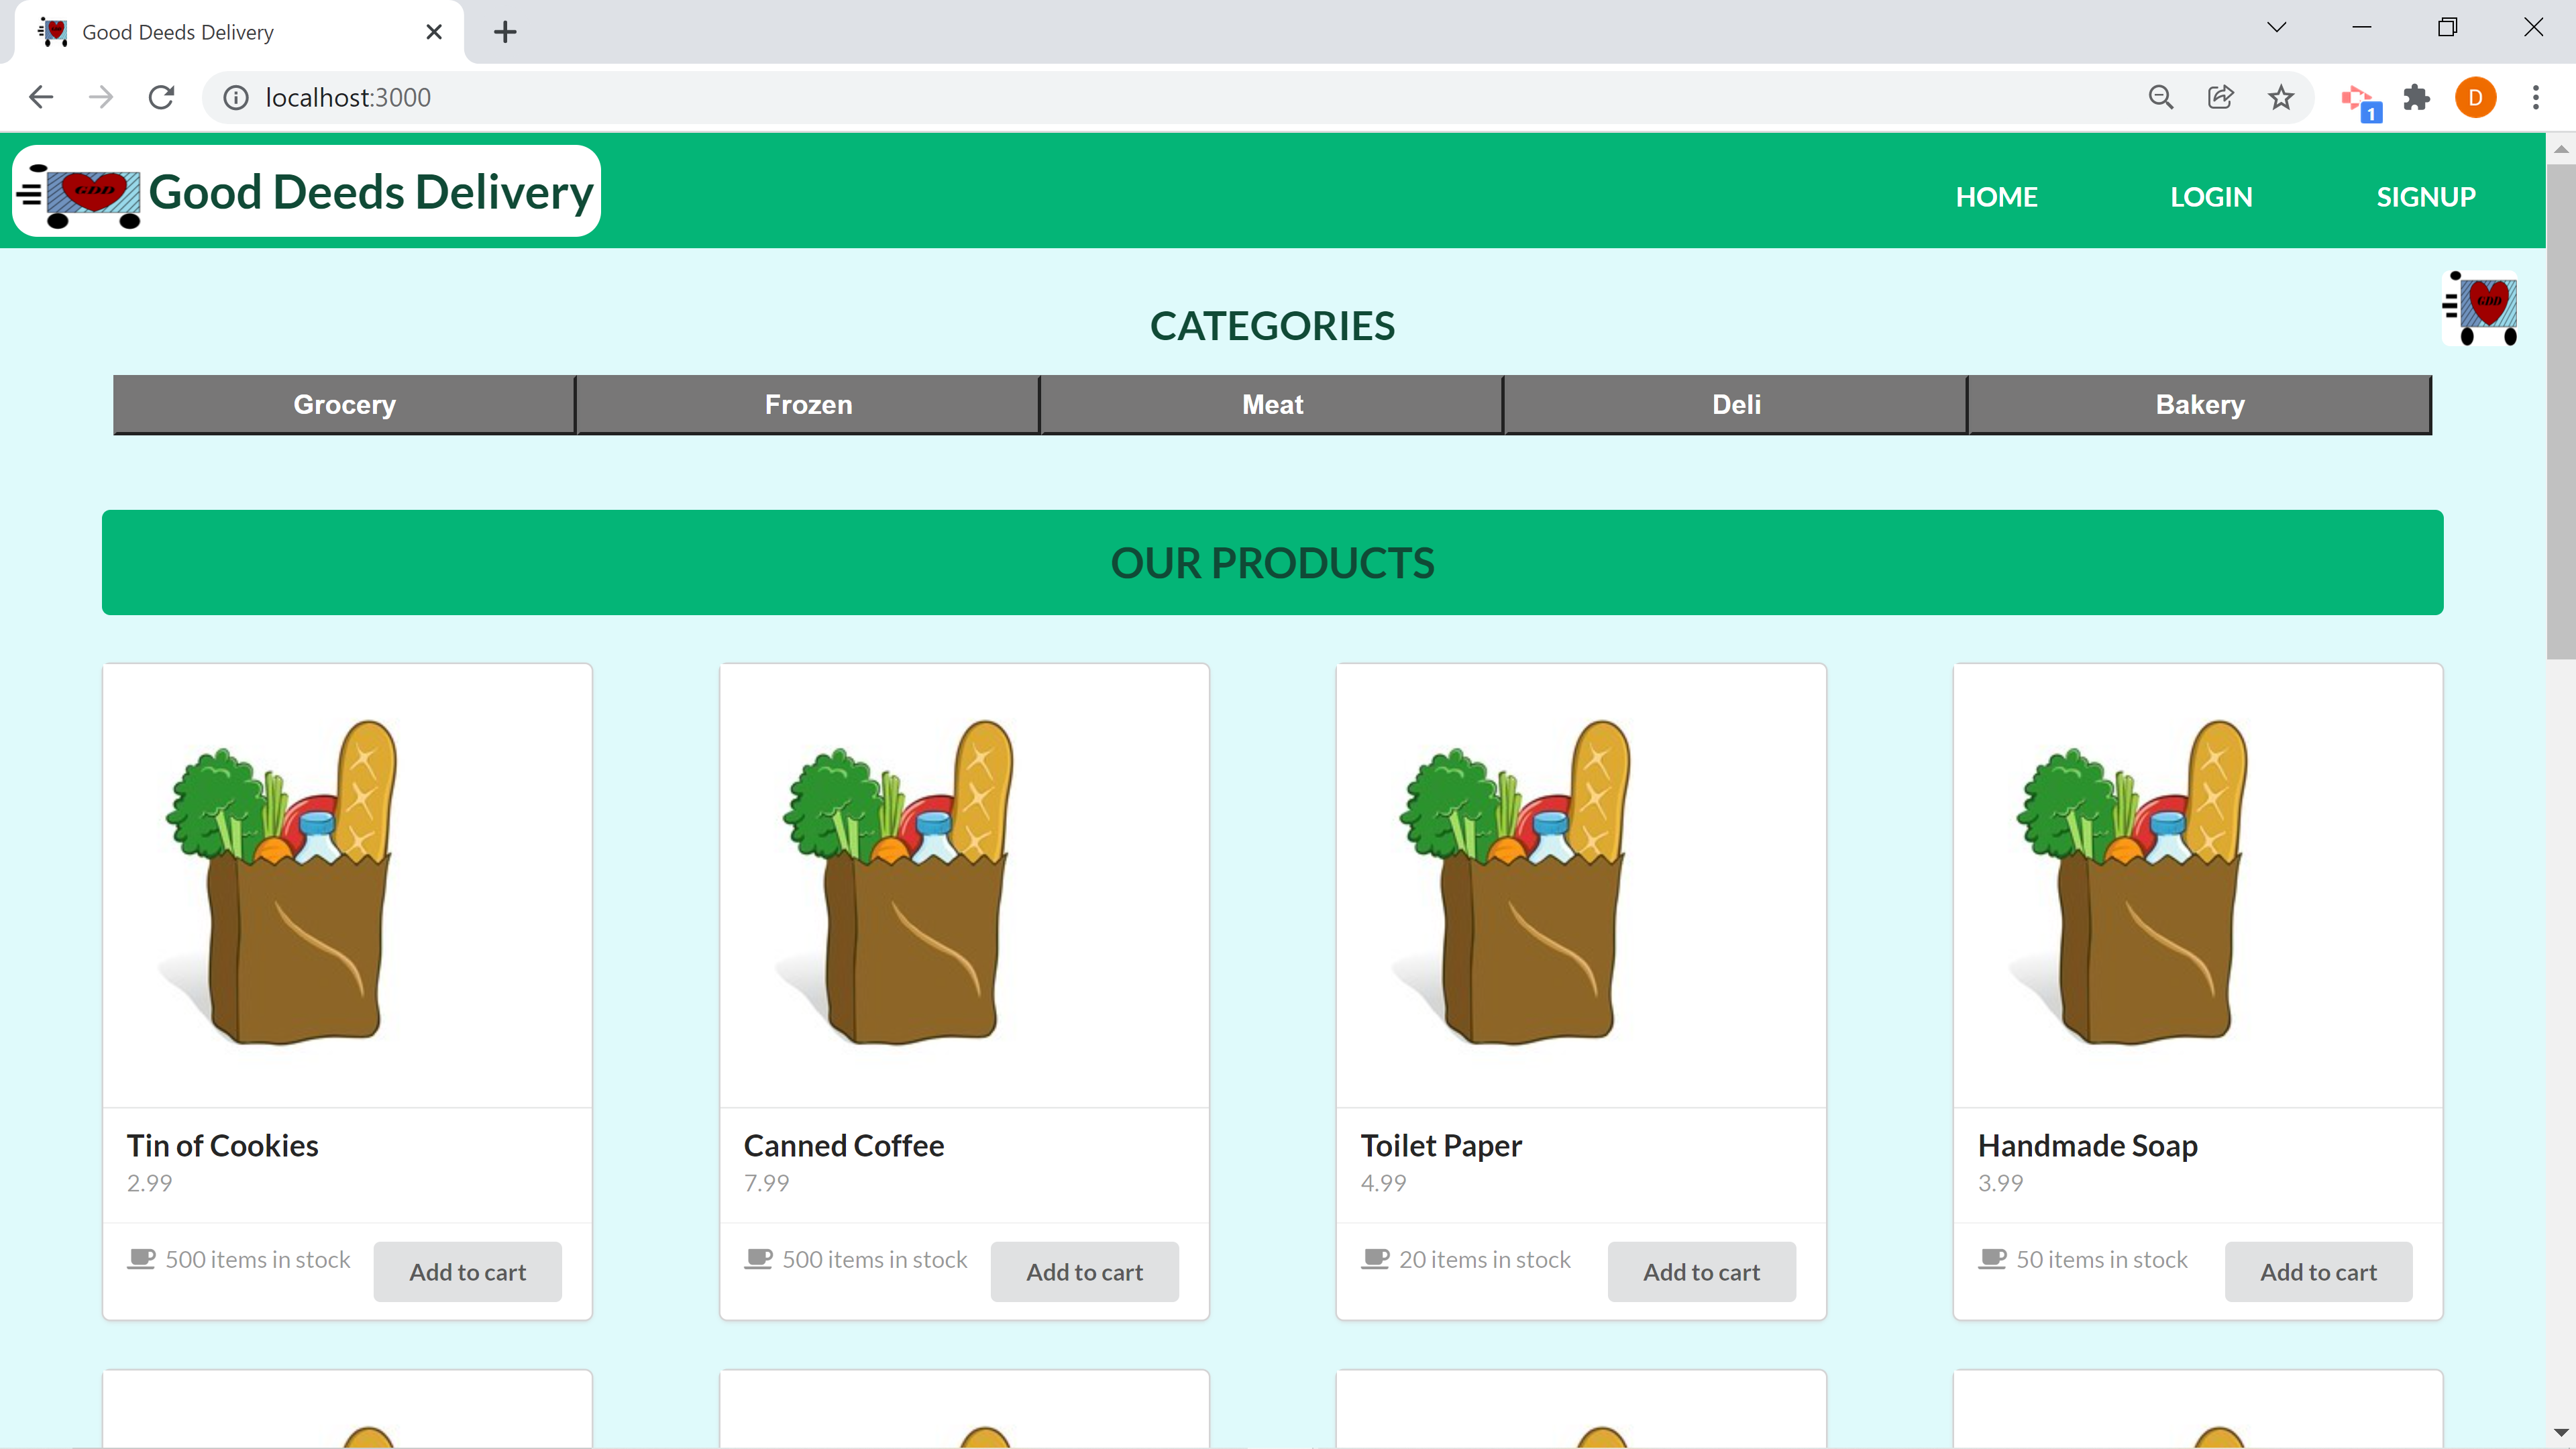 Good Deeds Delivery
localhost:3000
1
D
GDD
Good Deeds Delivery
HOME
LOGIN
SIGNUP
GDD
CATEGORIES
Grocery
Frozen
Meat
Deli
Bakery
OUR PRODUCTS
Tin of Cookies
2.99
500 items in stock
Add to cart
Canned Coffee
7.99
500 items in stock
Add to cart
Toilet Paper
4.99
20 items in stock
Add to cart
Handmade Soap
3.99
50 items in stock
Add to cart